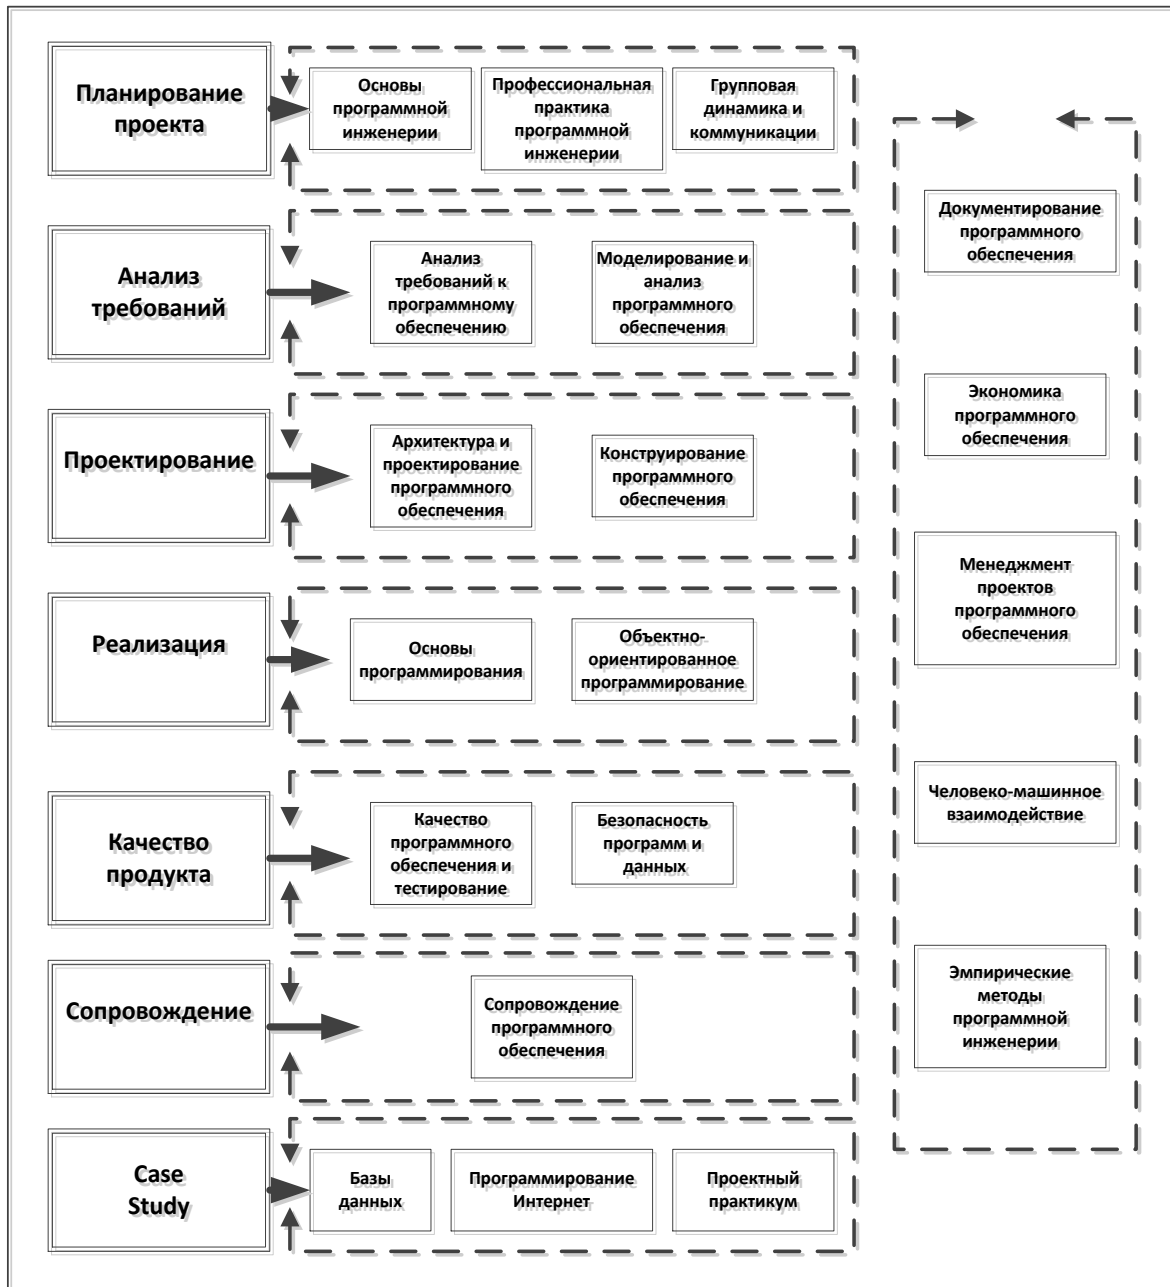 Планирование
проекта
Основы
программной
инженерии
Профессиональная
практика
программной
инженерии
Групповая
динамика и
коммуникации
Анализ
требований
Анализ
требований к
программному
обеспечению
Моделирование и
анализ
программного
обеспечения
Проектирование
Архитектура и
проектирование
программного
обеспечения
Конструирование
программного
обеспечения
Реализация
Основы
программирования
Объектно-
ориентированное
программирование
Качество
продукта
Качество
программного
обеспечения и
тестирование
Безопасность
программ и
данных
Сопровождение
Сопровождение
программного
обеспечения
Case
Study
Базы
данных
Программирование
Интернет
Проектный
практикум
Документирование
программного
обеспечения
Экономика
программного
обеспечения
Менеджмент
проектов
программного
обеспечения
Человеко-машинное
взаимодействие
Эмпирические
методы
программной
инженерии